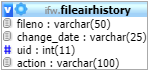 ifw.fileairhistory
fileno : varchar(50)
change_date : varchar(25)
# uid : int(11)
action : varchar(100)